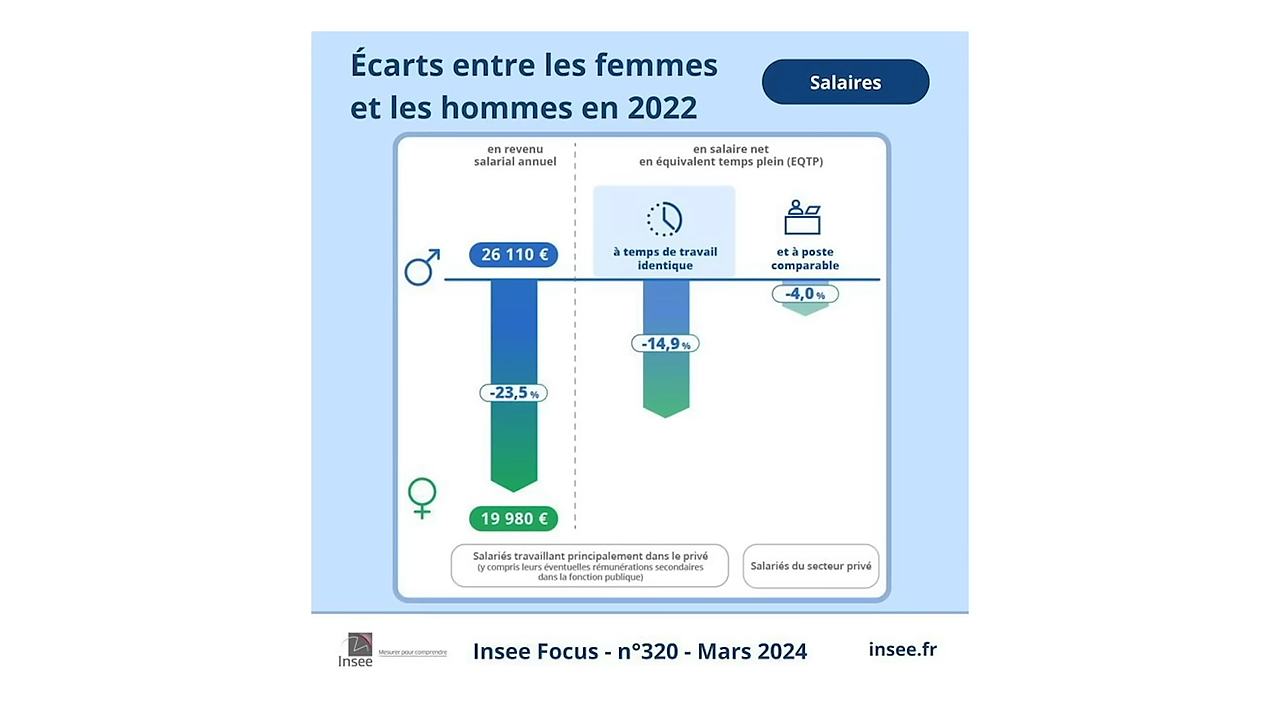 Écarts entre les femmes
et les hommes en 2022
Salaires
en revenu
salarial annuel
en salaire net
en équivalent temps plein (EQTP)
à temps de travail
identique
et à poste
comparable
26 110 €
-4,0 %
-14,9 %
-23,5 %
19 980 €
Salariés travaillant principalement dans le privé
(y compris leurs éventuelles rémunérations secondaires
dans la fonction publique)
Salariés du secteur privé
Insee
Mesurer pour comprendre
Insee Focus - n°320 - Mars 2024
insee.fr